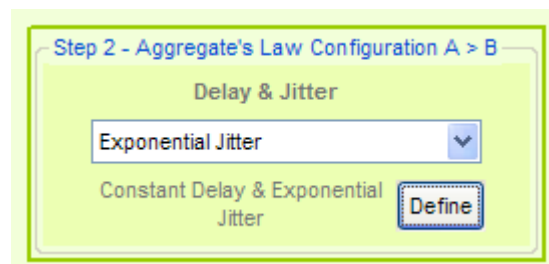 Step 2 - Aggregate's Law Configuration A > B
Delay & Jitter
Exponential Jitter
Constant Delay & Exponential
Jitter
Define